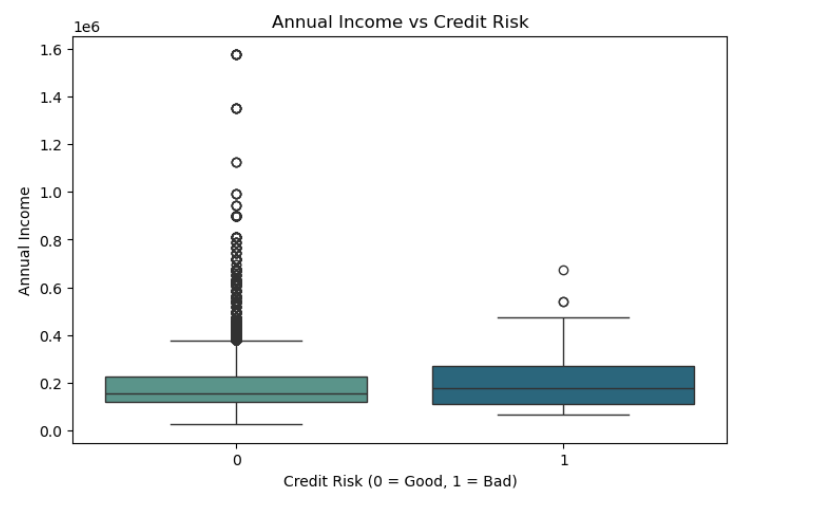 Annual Income vs Credit Risk
1e6
1.6
1.4
1.2
1.0
0.8
0.6
0.4
0.2
0.0
Annual Income
0 1
Credit Risk (0 = Good, 1 = Bad)